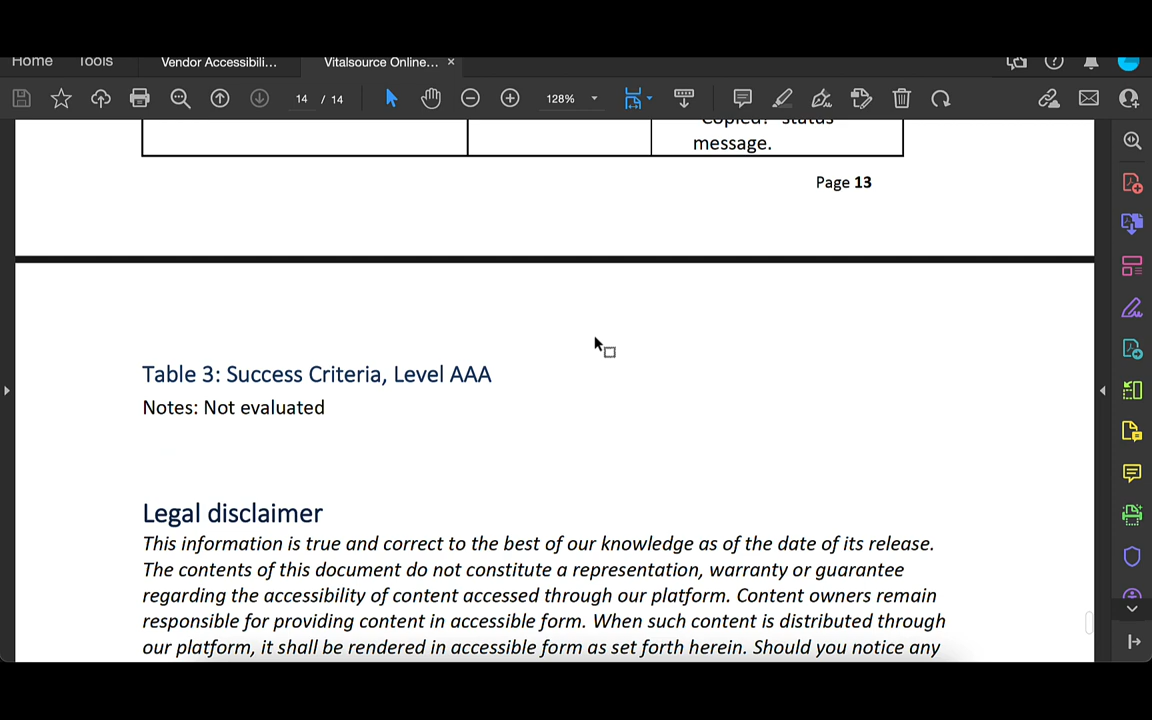 Home Tools Vendor Accessibili... Vitalsource Online... ×
14 / 14 128%
"Copied!" status
message.
Page 13
Table 3: Success Criteria, Level AAA
Notes: Not evaluated
Legal disclaimer
This information is true and correct to the best of our knowledge as of the date of its release.
The contents of this document do not constitute a representation, warranty or guarantee
regarding the accessibility of content accessed through our platform. Content owners remain
responsible for providing content in accessible form. When such content is distributed through
our platform, it shall be rendered in accessible form as set forth herein. Should you notice any